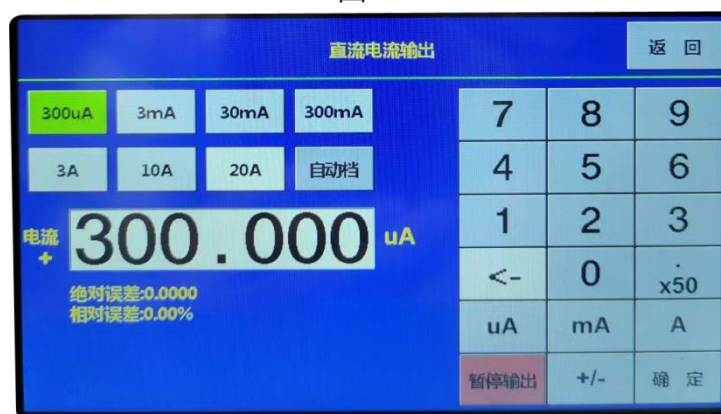 直流电流输出
返 回
300uA 3mA 30mA 300mA
3A 10A 20A 自动档
电流 + 300.000 uA
绝对误差:0.0000
相对误差:0.00%
7 8 9
4 5 6
1 2 3
<- 0 . x50
uA mA A
暂停输出 +/- 确 定